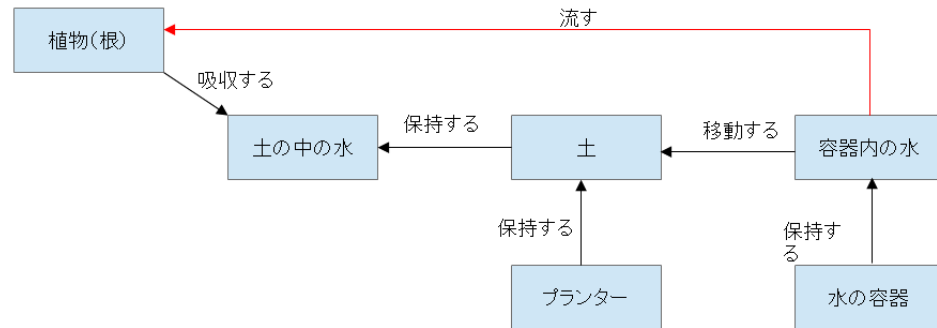 流す
植物(根)
吸収する
保持する
移動する
土の中の水
土
容器内の水
保持する
保持す
る
プランター
水の容器